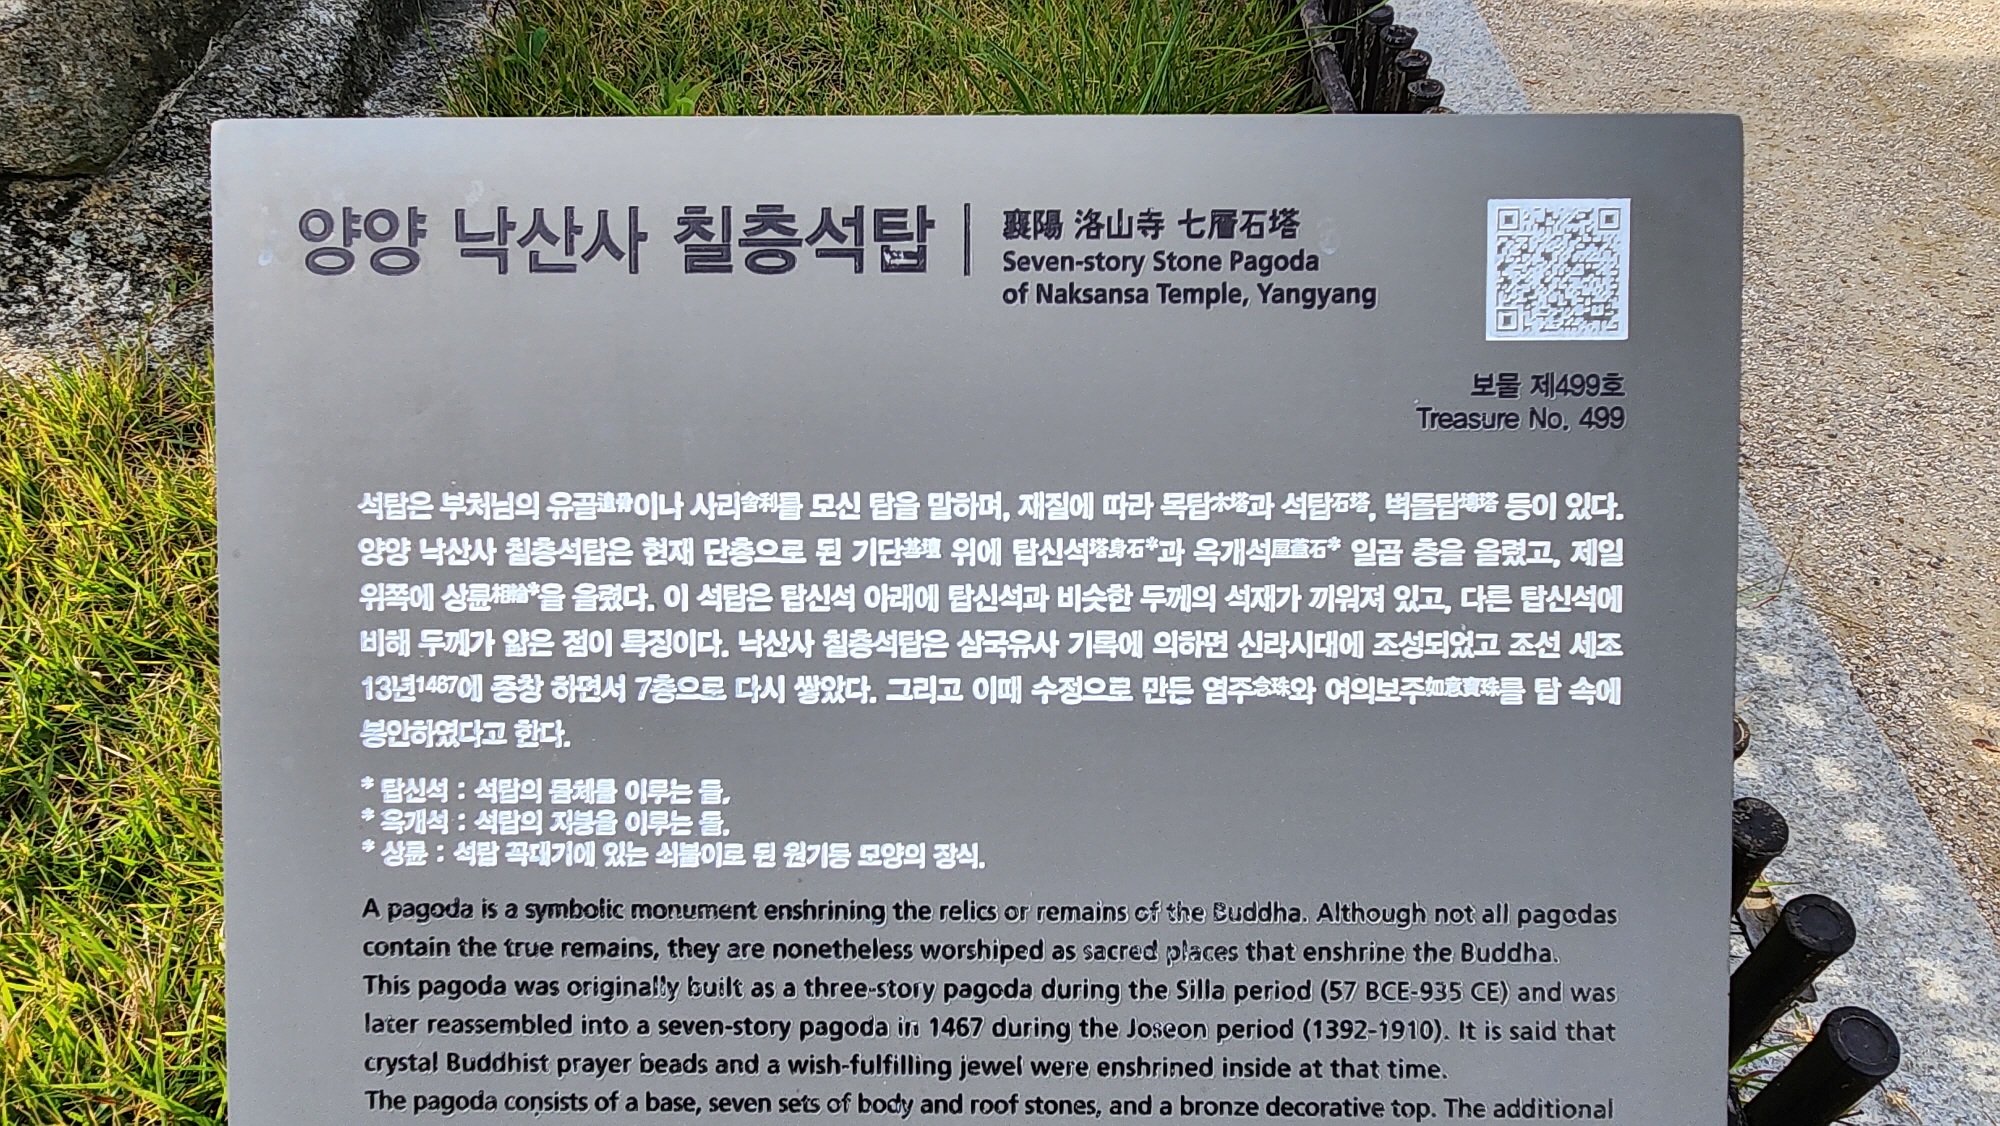 양양 낙산사 칠층석탑
襄陽 洛山寺 七層石塔
Seven-story Stone Pagoda
of Naksansa Temple, Yangyang
보물 제499호
Treasure No. 499
석탑은 부처님의 유골遺骨이나 사리舍利를 모신 탑을 말하며, 재질에 따라 목탑木塔과 석탑石塔, 벽돌탑塼塔 등이 있다.
양양 낙산사 칠층석탑은 현재 단층으로 된 기단基壇 위에 탑신석塔身石*과 옥개석屋蓋石* 일곱 층을 올렸고, 제일
위쪽에 상륜相輪*을 올렸다. 이 석탑은 탑신석 아래에 탑신석과 비슷한 두께의 석재가 끼워져 있고, 다른 탑신석에
비해 두께가 얇은 점이 특징이다. 낙산사 칠층석탑은 삼국유사 기록에 의하면 신라시대에 조성되었고 조선 세조
13년1467에 중창 하면서 7층으로 다시 쌓았다. 그리고 이때 수정으로 만든 염주念珠와 여의보주如意寶珠를 탑 속에
봉안하였다고 한다.
* 탑신석 : 석탑의 몸체를 이루는 돌.
* 옥개석 : 석탑의 지붕을 이루는 돌.
* 상륜 : 석탑 꼭대기에 있는 쇠붙이로 된 원기둥 모양의 장식.
A pagoda is a symbolic monument enshrining the relics or remains of the Buddha. Although not all pagodas
contain the true remains, they are nonetheless worshiped as sacred places that enshrine the Buddha.
This pagoda was originally built as a three-story pagoda during the Silla period (57 BCE-935 CE) and was
later reassembled into a seven-story pagoda in 1467 during the Joseon period (1392-1910). It is said that
crystal Buddhist prayer beads and a wish-fulfilling jewel were enshrined inside at that time.
The pagoda consists of a base, seven sets of body and roof stones, and a bronze decorative top. The additional